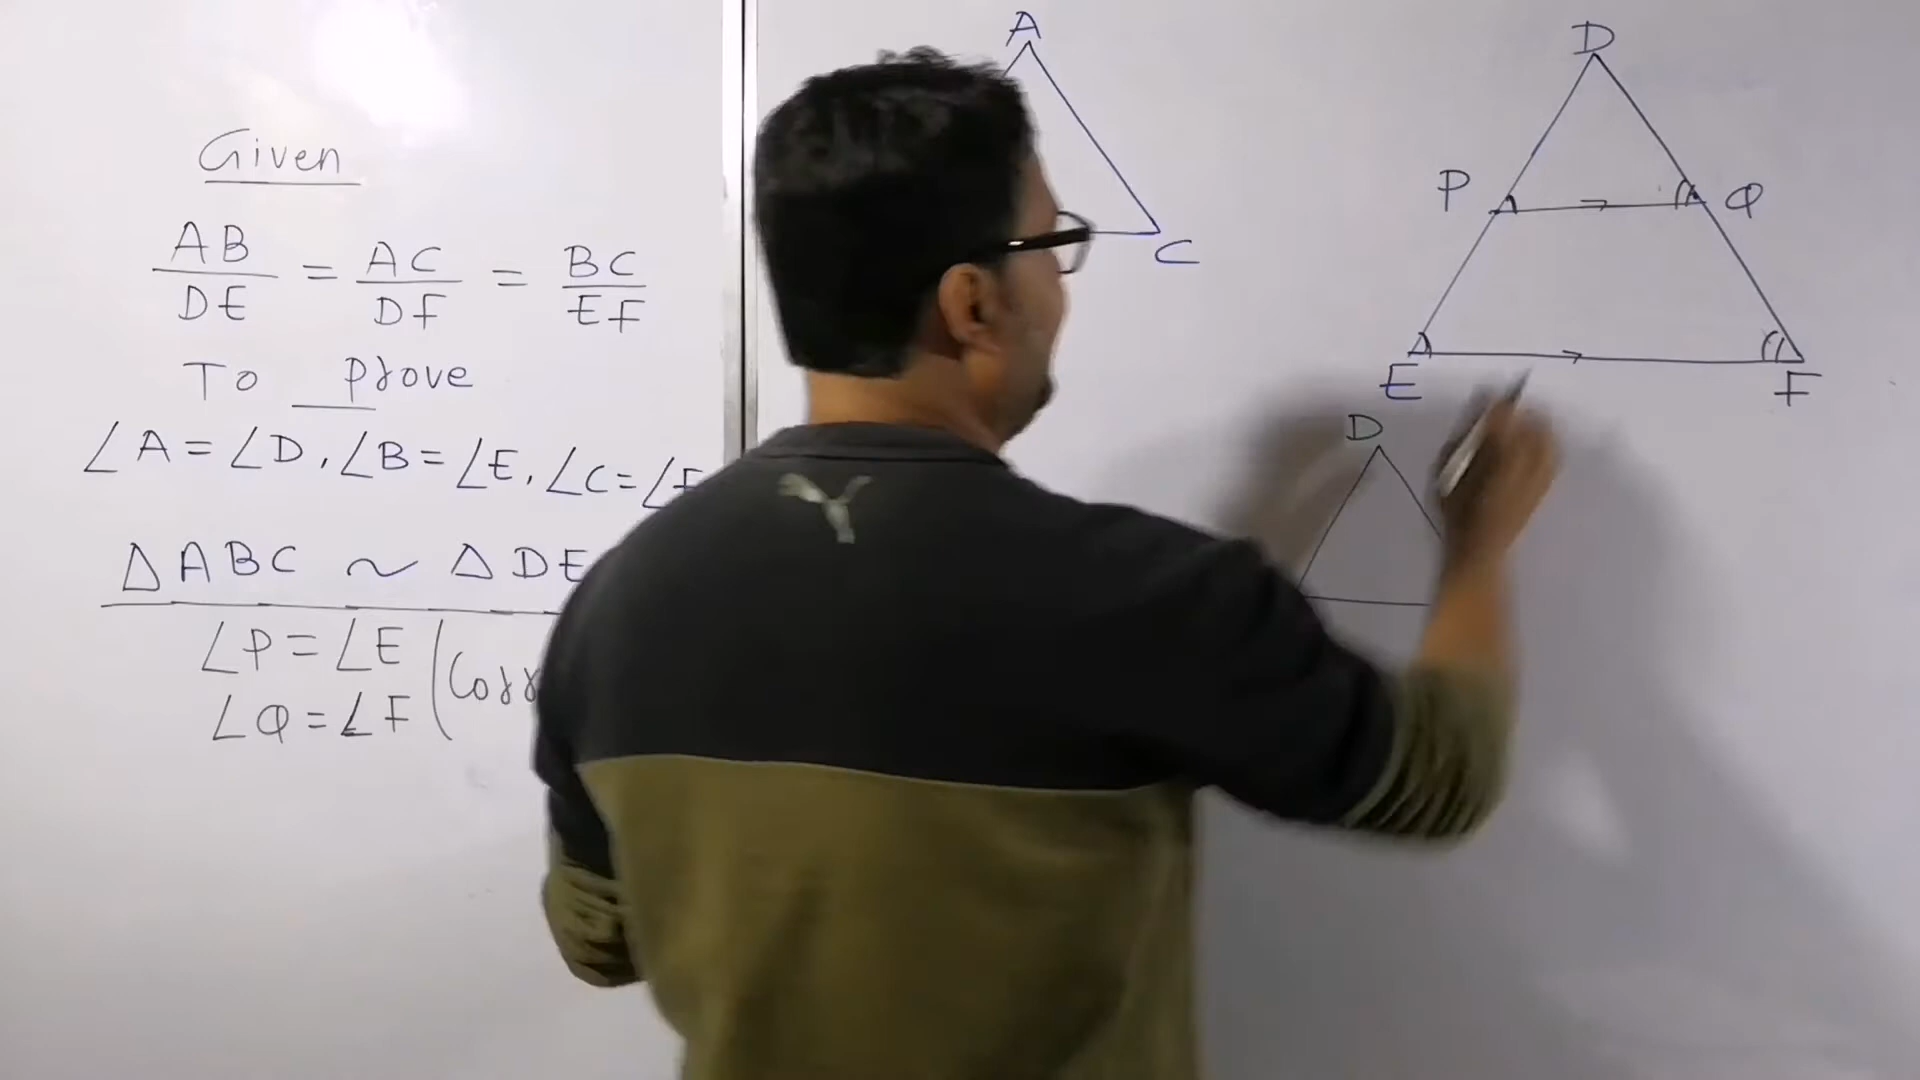 Given
AB/DE = AC/DF = BC/EF
To prove
∠A = ∠D, ∠B = ∠E, ∠C = ∠F
ΔABC ~ ΔDE
∠P = ∠E
∠Q = ∠F
A
C
D
P
Q
E
F
D